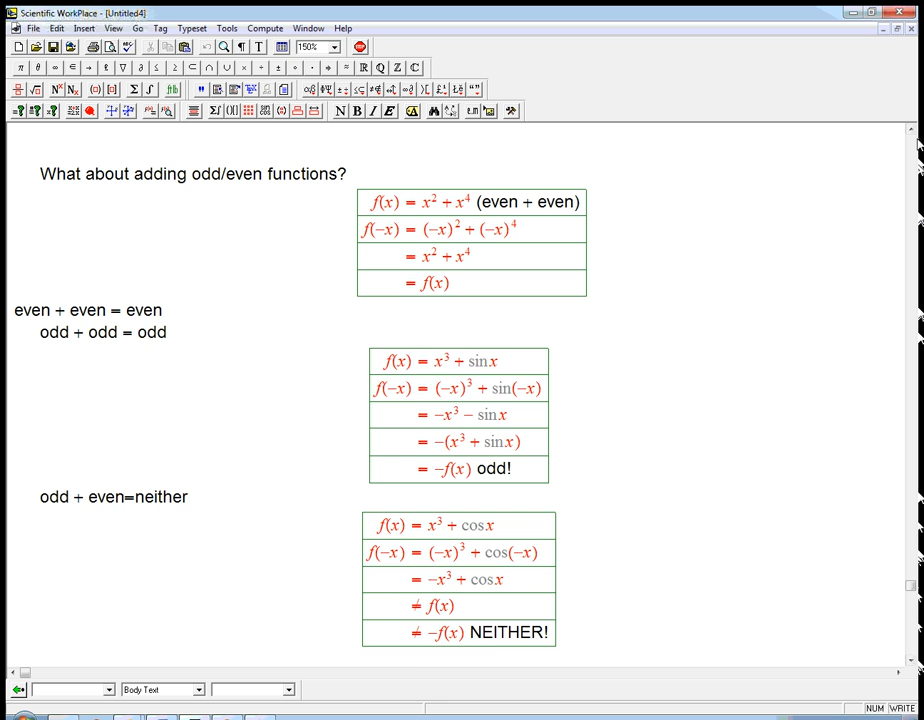 Scientific WorkPlace - [Untitled4]
File Edit Insert View Go Tag Typeset Tools Compute Window Help
150%
What about adding odd/even functions?
f(x) = x² + x⁴ (even + even)
f(−x) = (−x)² + (−x)⁴
= x² + x⁴
= f(x)
even + even = even
odd + odd = odd
f(x) = x³ + sin x
f(−x) = (−x)³ + sin(−x)
= −x³ − sin x
= −(x³ + sin x)
= −f(x) odd!
odd + even=neither
f(x) = x³ + cos x
f(−x) = (−x)³ + cos(−x)
= −x³ + cos x
≠ f(x)
≠ −f(x) NEITHER!
Body Text
NUM WRITE